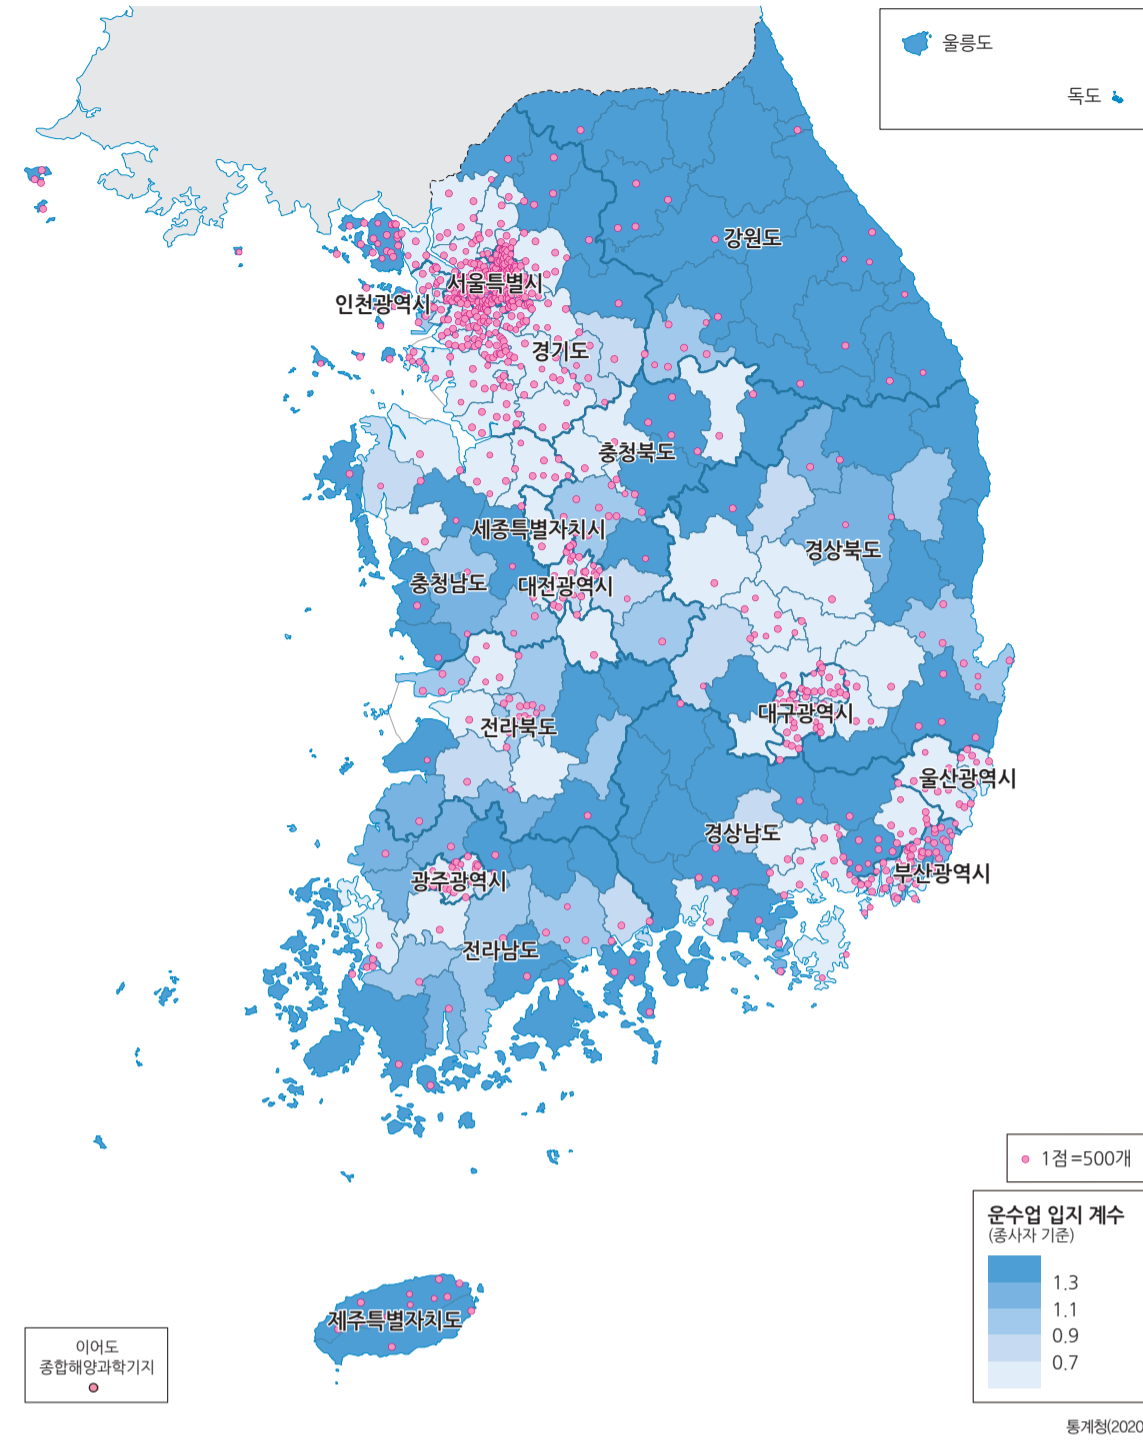 울릉도
독도
강원도
서울특별시
인천광역시
경기도
충청북도
세종특별자치시
경상북도
충청남도
대전광역시
대구광역시
전라북도
울산광역시
경상남도
부산광역시
광주광역시
전라남도
1점=500개
운수업 입지 계수
(종사자 기준)
1.3
1.1
0.9
0.7
제주특별자치도
이어도
종합해양과학기지
통계청(2020